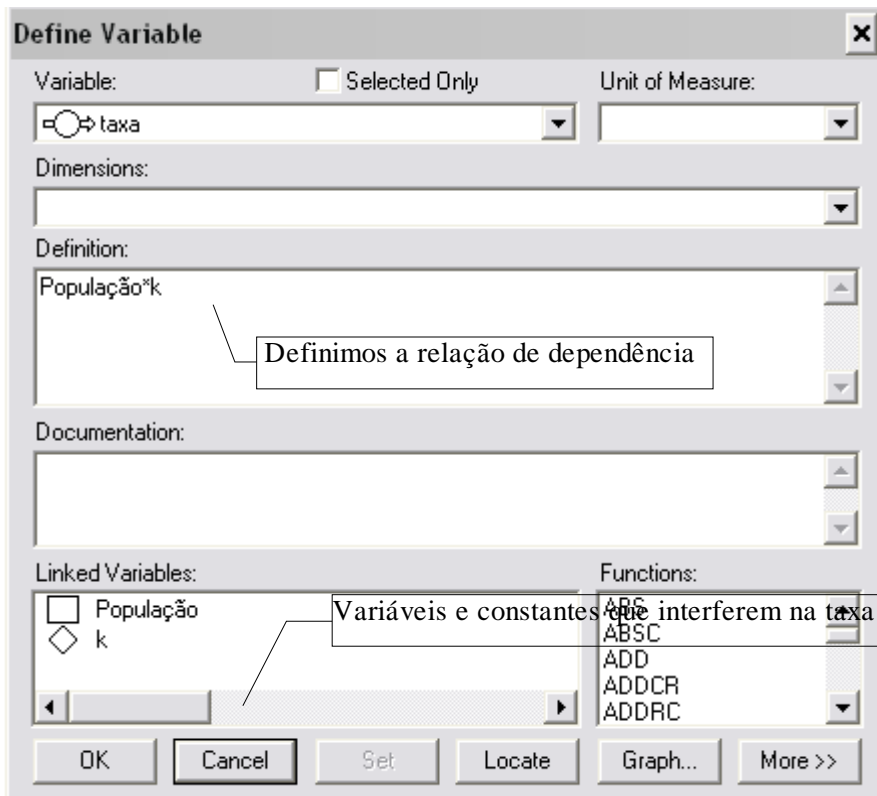 Define Variable
Variable:
Selected Only
Unit of Measure:
taxa
Dimensions:
Definition:
População*k
Definimos a relação de dependência
Documentation:
Linked Variables:
Functions:
População
k
Variáveis e constantes que interferem na taxa
ABS
ABSC
ADD
ADDCR
ADDRC
OK
Cancel
Set
Locate
Graph...
More >>